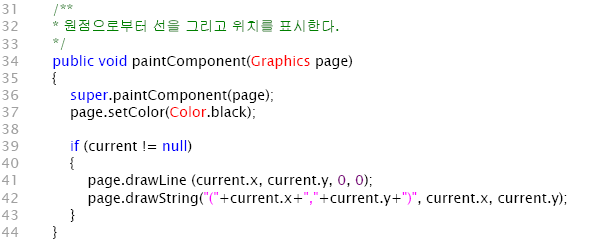 31 /**
32 * 원점으로부터 선을 그리고 위치를 표시한다.
33 */
34 public void paintComponent(Graphics page)
35 {
36 super.paintComponent(page);
37 page.setColor(Color.black);
38
39 if (current != null)
40 {
41 page.drawLine (current.x, current.y, 0, 0);
42 page.drawString("("+current.x+","+current.y+")", current.x, current.y);
43 }
44 }